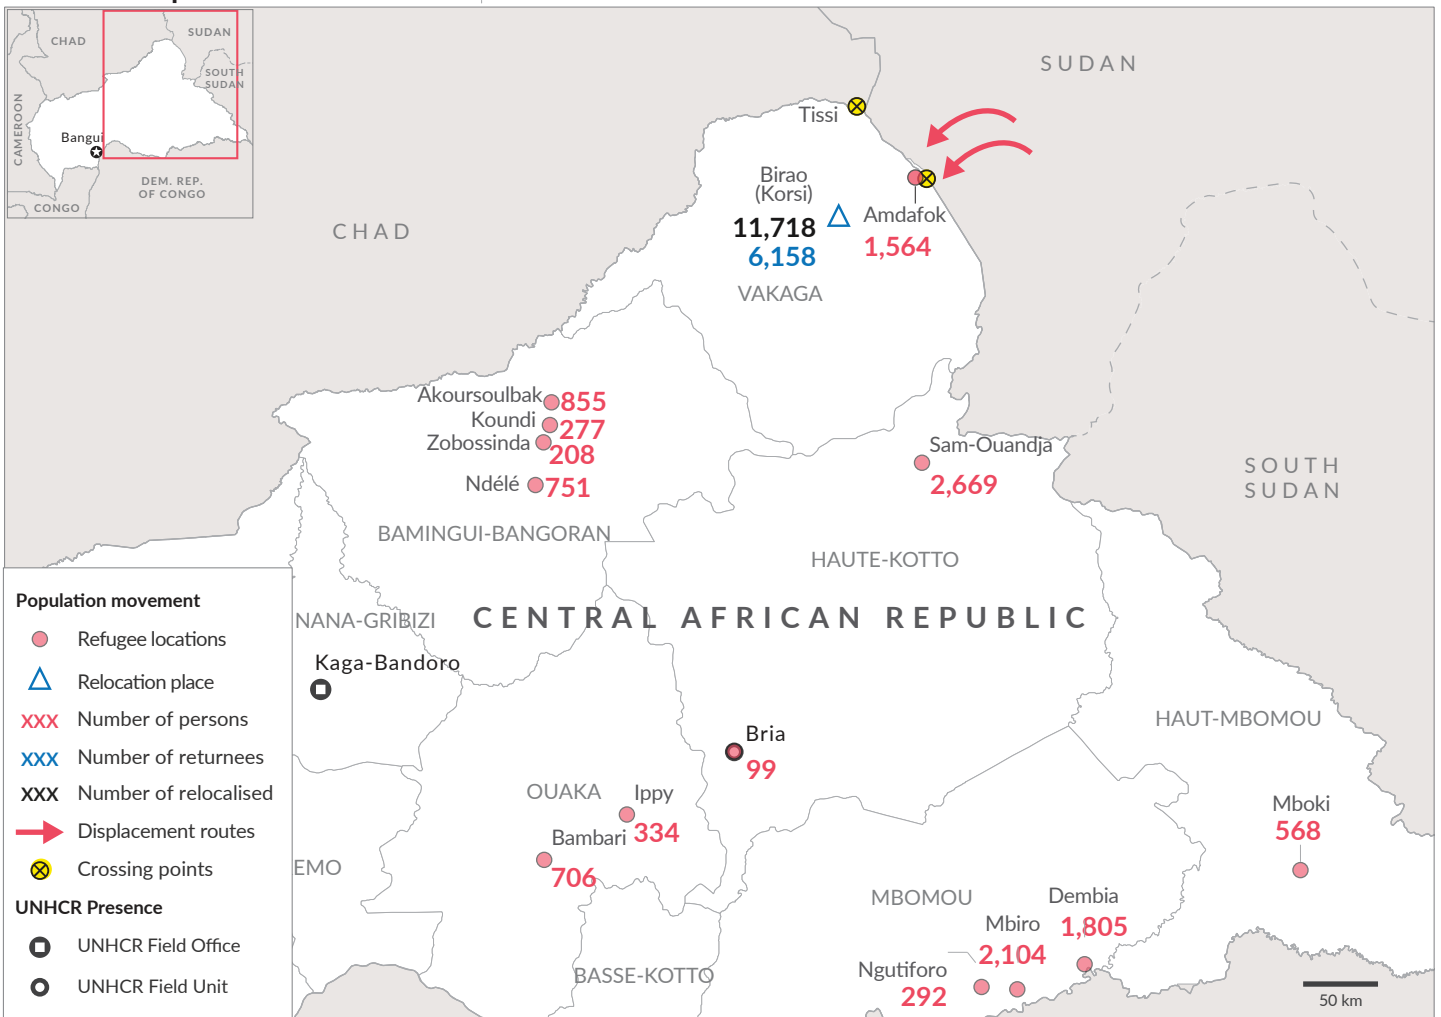 CHAD
SUDAN
SOUTH
SUDAN
CAMEROON
Bangui
DEM. REP.
OF CONGO
CONGO
SUDAN
Tissi
Birao
(Korsi)
11,718
6,158
Amdafok
1,564
VAKAGA
CHAD
Akoursoulbak 855
Koundi 277
Zobossinda 208
Ndélé 751
BAMINGUI-BANGORAN
Sam-Ouandja
2,669
SOUTH
SUDAN
HAUTE-KOTTO
CENTRAL AFRICAN REPUBLIC
NANA-GRIBIZI
Kaga-Bandoro
HAUT-MBOMOU
Bria
99
OUAKA
Ippy
334
Bambari
706
Mboki
568
EMO
MBOMOU
Dembia
1,805
Mbiro
2,104
Ngutiforo
292
BASSE-KOTTO
50 km
Population movement
Refugee locations
Relocation place
XXX Number of persons
XXX Number of returnees
XXX Number of relocalised
Displacement routes
Crossing points
UNHCR Presence
UNHCR Field Office
UNHCR Field Unit